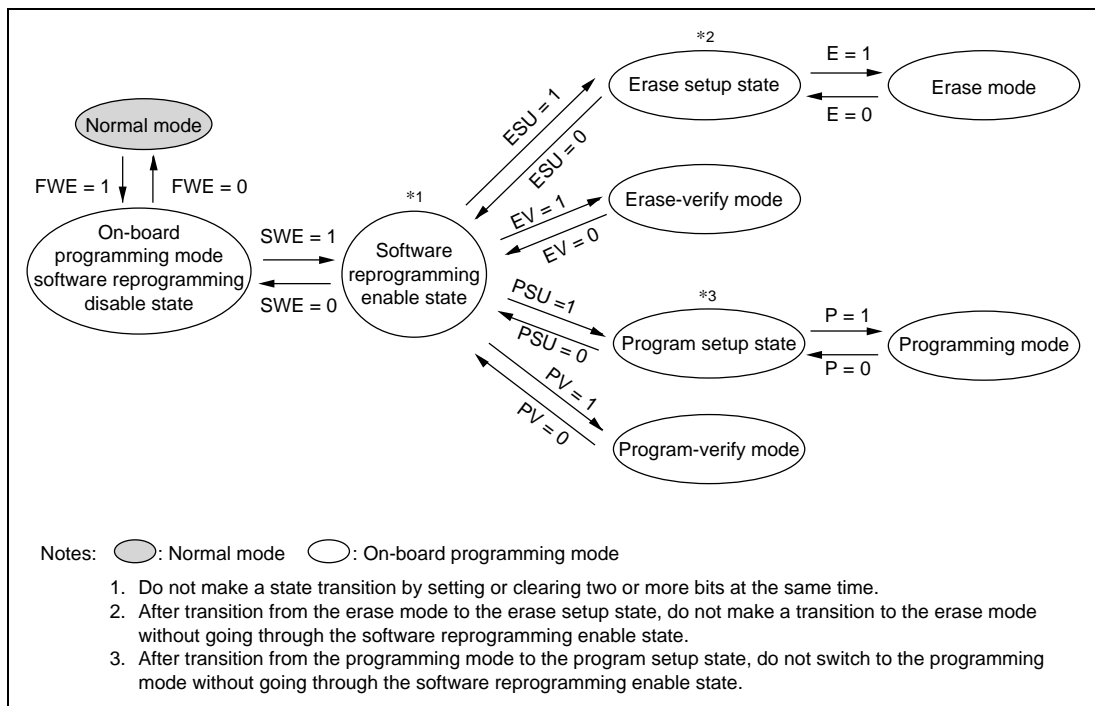 *2
Erase setup state
E = 1
E = 0
Erase mode
Normal mode
ESU = 1
ESU = 0
FWE = 1
FWE = 0
*1
EV = 1
EV = 0
Erase-verify mode
On-board
programming mode
software reprogramming
disable state
SWE = 1
SWE = 0
Software
reprogramming
enable state
PSU =1
PSU = 0
*3
Program setup state
P = 1
P = 0
Programming mode
PV = 1
PV = 0
Program-verify mode
Notes: : Normal mode : On-board programming mode
1. Do not make a state transition by setting or clearing two or more bits at the same time.
2. After transition from the erase mode to the erase setup state, do not make a transition to the erase mode
without going through the software reprogramming enable state.
3. After transition from the programming mode to the program setup state, do not switch to the programming
mode without going through the software reprogramming enable state.